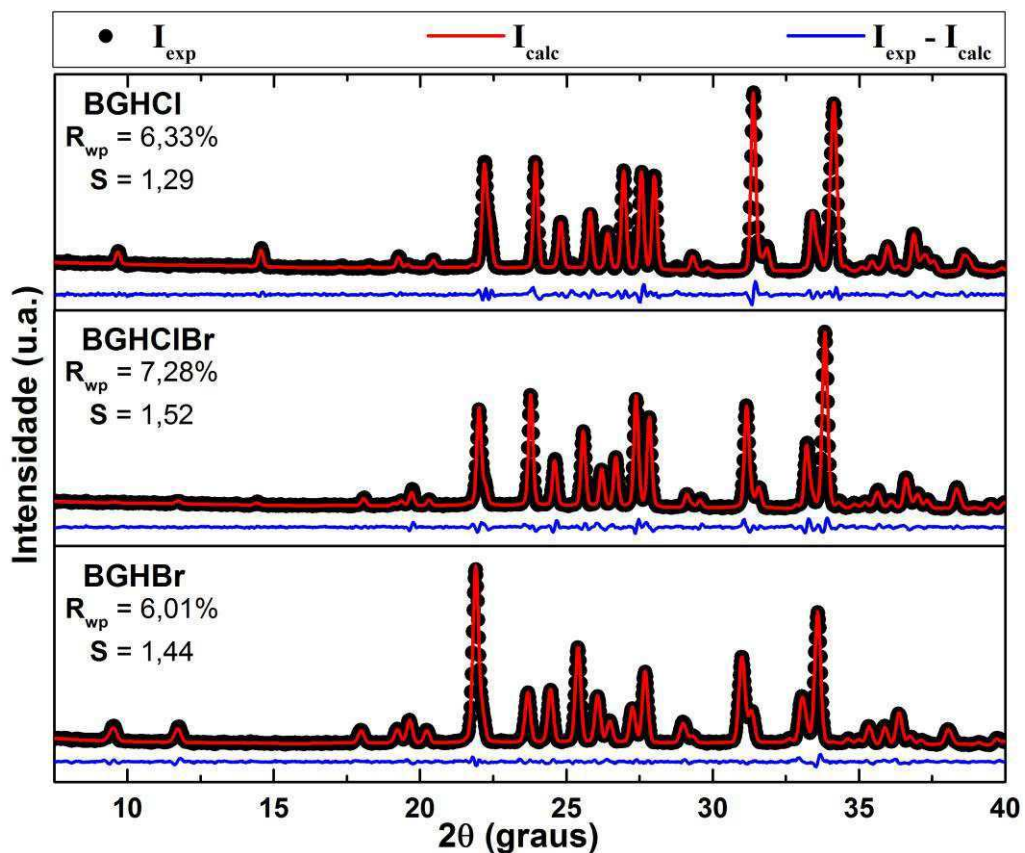 I_exp I_calc I_exp - I_calc
BGHCl
R_wp = 6,33%
S = 1,29
BGHClBr
R_wp = 7,28%
S = 1,52
BGHBr
R_wp = 6,01%
S = 1,44
Intensidade (u.a.)
10 15 20 25 30 35 40
2θ (graus)